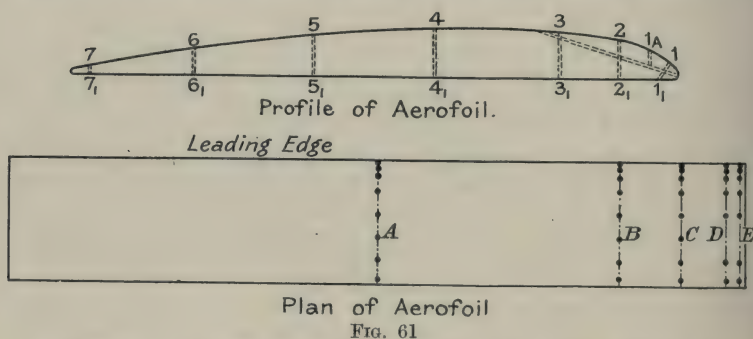 7 6 5 4 3 2 1A 1
7₁ 6₁ 5₁ 4₁ 3₁ 2₁ 1₁
Profile of Aerofoil.
Leading Edge
A B C D E
Plan of Aerofoil
FIG. 61